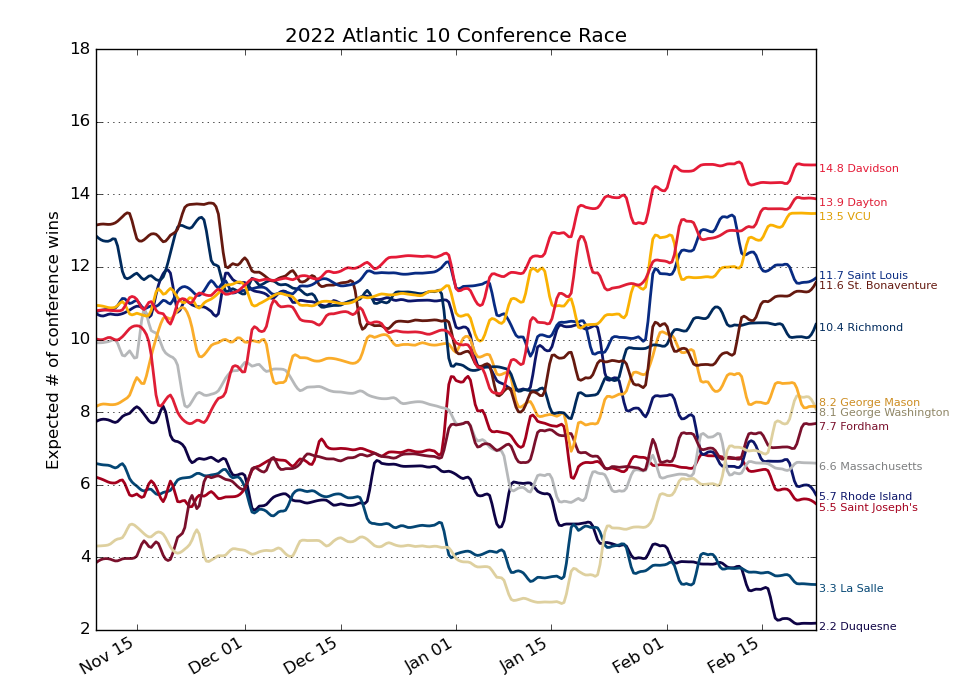 2022 Atlantic 10 Conference Race
Expected # of conference wins
18
16
14
12
10
8
6
4
2
14.8 Davidson
13.9 Dayton
13.5 VCU
11.7 Saint Louis
11.6 St. Bonaventure
10.4 Richmond
8.2 George Mason
8.1 George Washington
7.7 Fordham
6.6 Massachusetts
5.7 Rhode Island
5.5 Saint Joseph's
3.3 La Salle
2.2 Duquesne
Nov 15
Dec 01
Dec 15
Jan 01
Jan 15
Feb 01
Feb 15